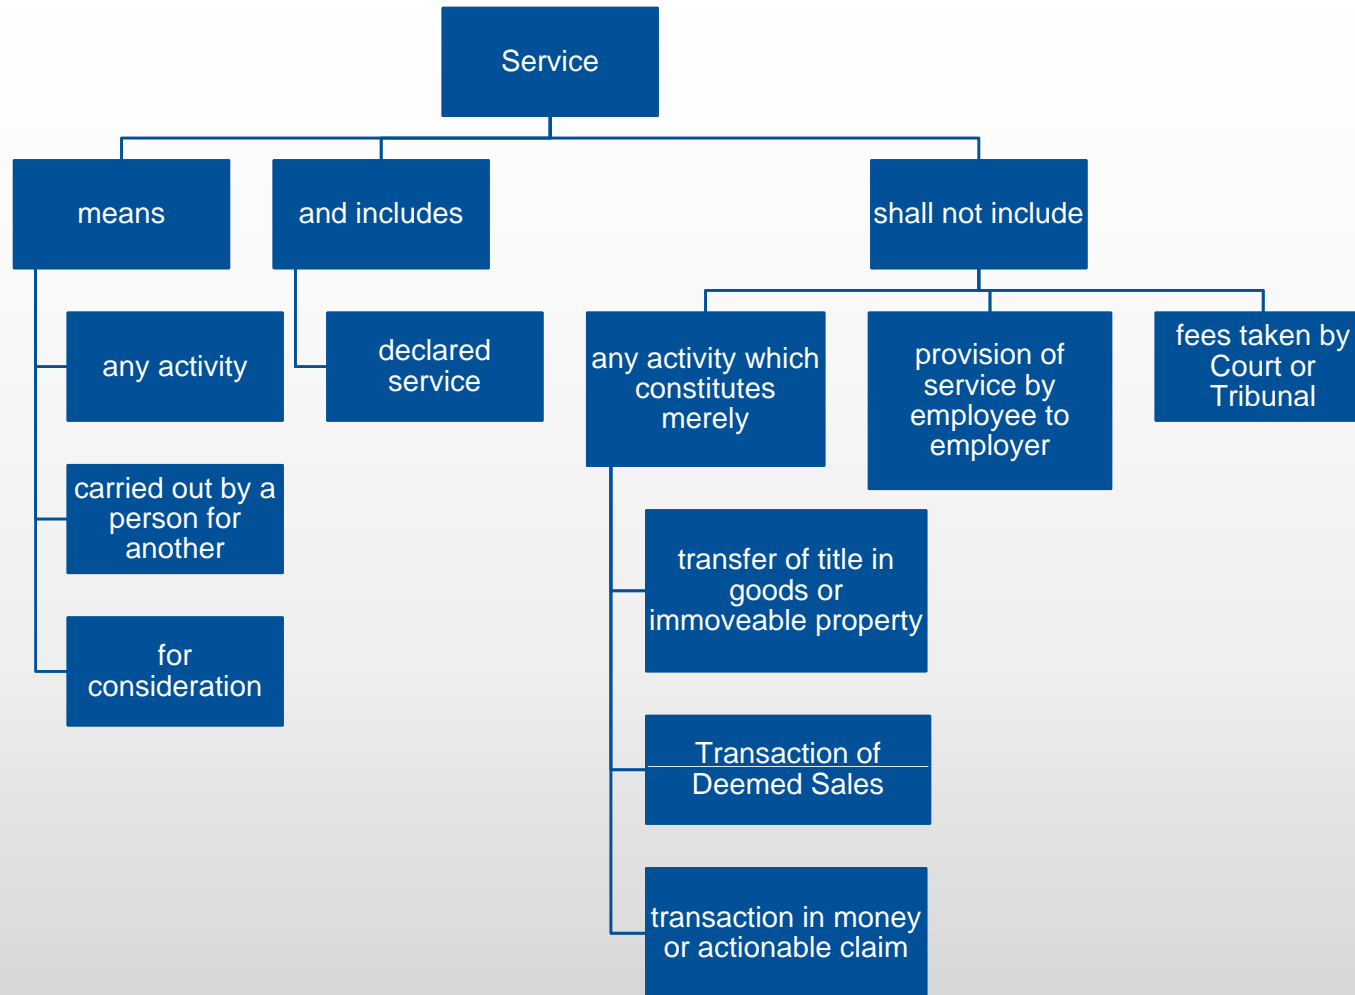 Service
means
and includes
shall not include
any activity
carried out by a
person for
another
for
consideration
declared
service
any activity which
constitutes
merely
transfer of title in
goods or
immoveable property
Transaction of
Deemed Sales
transaction in money
or actionable claim
provision of
service by
employee to
employer
fees taken by
Court or
Tribunal